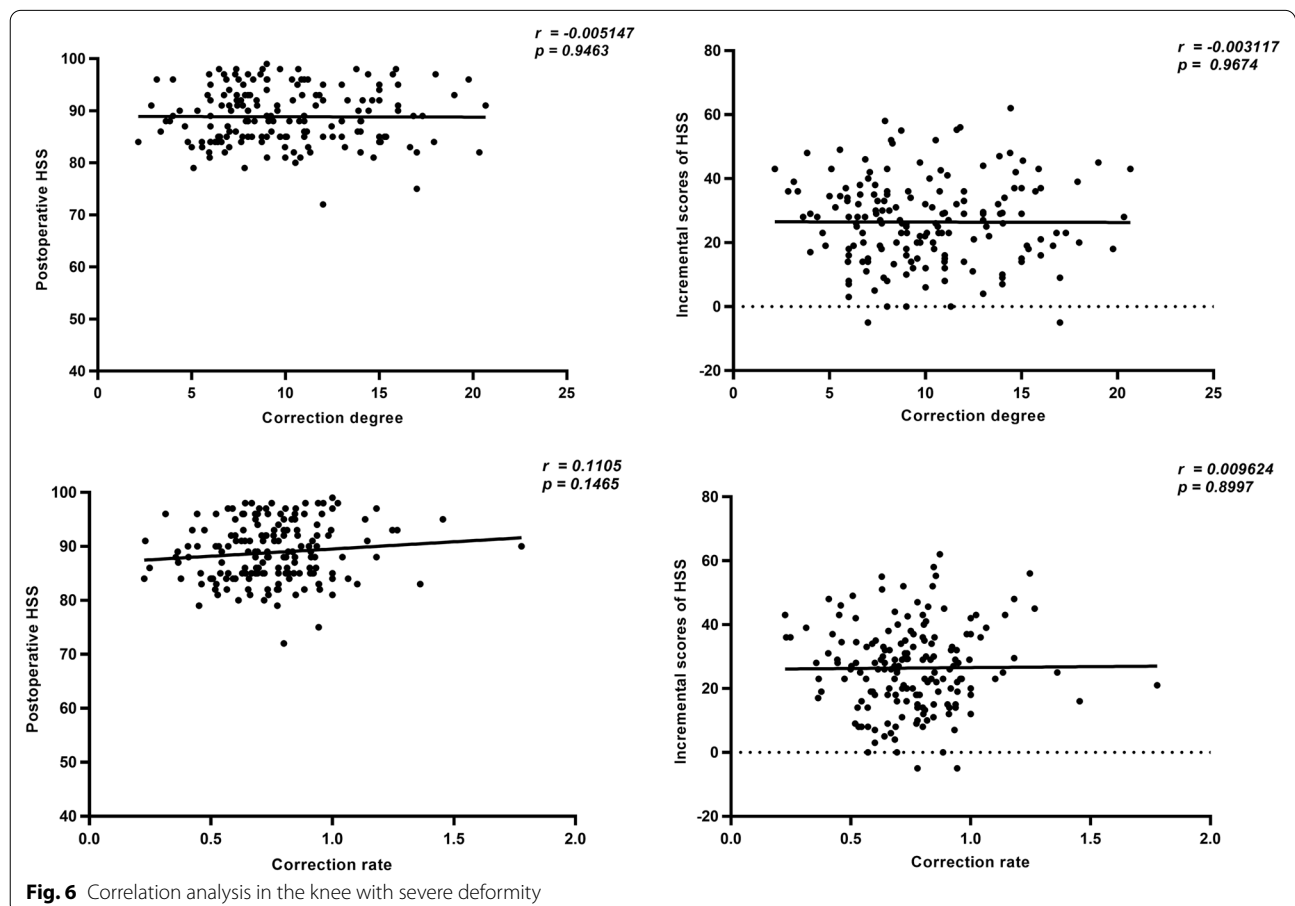 r = -0.005147
p = 0.9463
100
90
80
70
60
50
40
0
5
10
15
20
25
Postoperative HSS
Correction degree
r = -0.003117
p = 0.9674
80
60
40
20
0
-20
0
5
10
15
20
25
Incremental scores of HSS
Correction degree
r = 0.1105
p = 0.1465
100
90
80
70
60
50
40
0.0
0.5
1.0
1.5
2.0
Postoperative HSS
Correction rate
r = 0.009624
p = 0.8997
80
60
40
20
0
-20
0.0
0.5
1.0
1.5
2.0
Incremental scores of HSS
Correction rate
Fig. 6 Correlation analysis in the knee with severe deformity